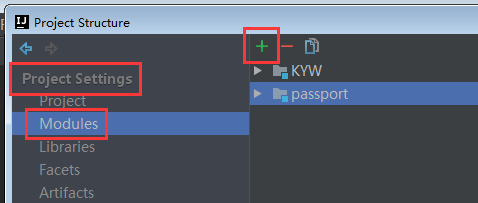 Project Structure
Project Settings
Project
Modules
Libraries
Facets
Artifacts
KYW
passport